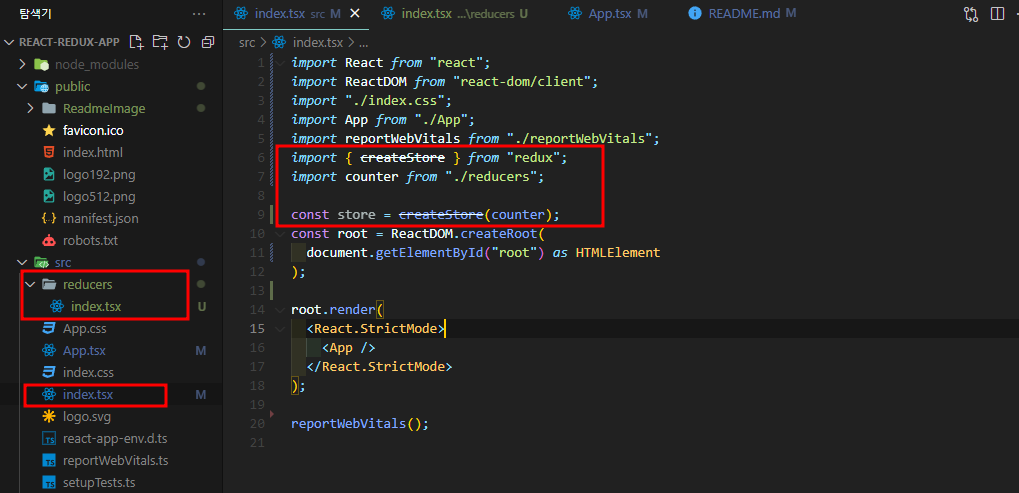 탐색기 ···
index.tsx src M
index.tsx ...\reducers U
App.tsx M
README.md M
REACT-REDUX-APP
node_modules
public
ReadmeImage
favicon.ico
index.html
logo192.png
logo512.png
manifest.json
robots.txt
src
reducers
index.tsx U
App.css
App.tsx M
index.css
index.tsx M
logo.svg
react-app-env.d.ts
reportWebVitals.ts
setupTests.ts
src > index.tsx > ...
1 import React from "react";
2 import ReactDOM from "react-dom/client";
3 import "./index.css";
4 import App from "./App";
5 import reportWebVitals from "./reportWebVitals";
6 import { createStore } from "redux";
7 import counter from "./reducers";
8
9 const store = createStore(counter);
10 const root = ReactDOM.createRoot(
11 document.getElementById("root") as HTMLElement
12 );
13
14 root.render(
15 <React.StrictMode>
16 <App />
17 </React.StrictMode>
18 );
19
20 reportWebVitals();
21